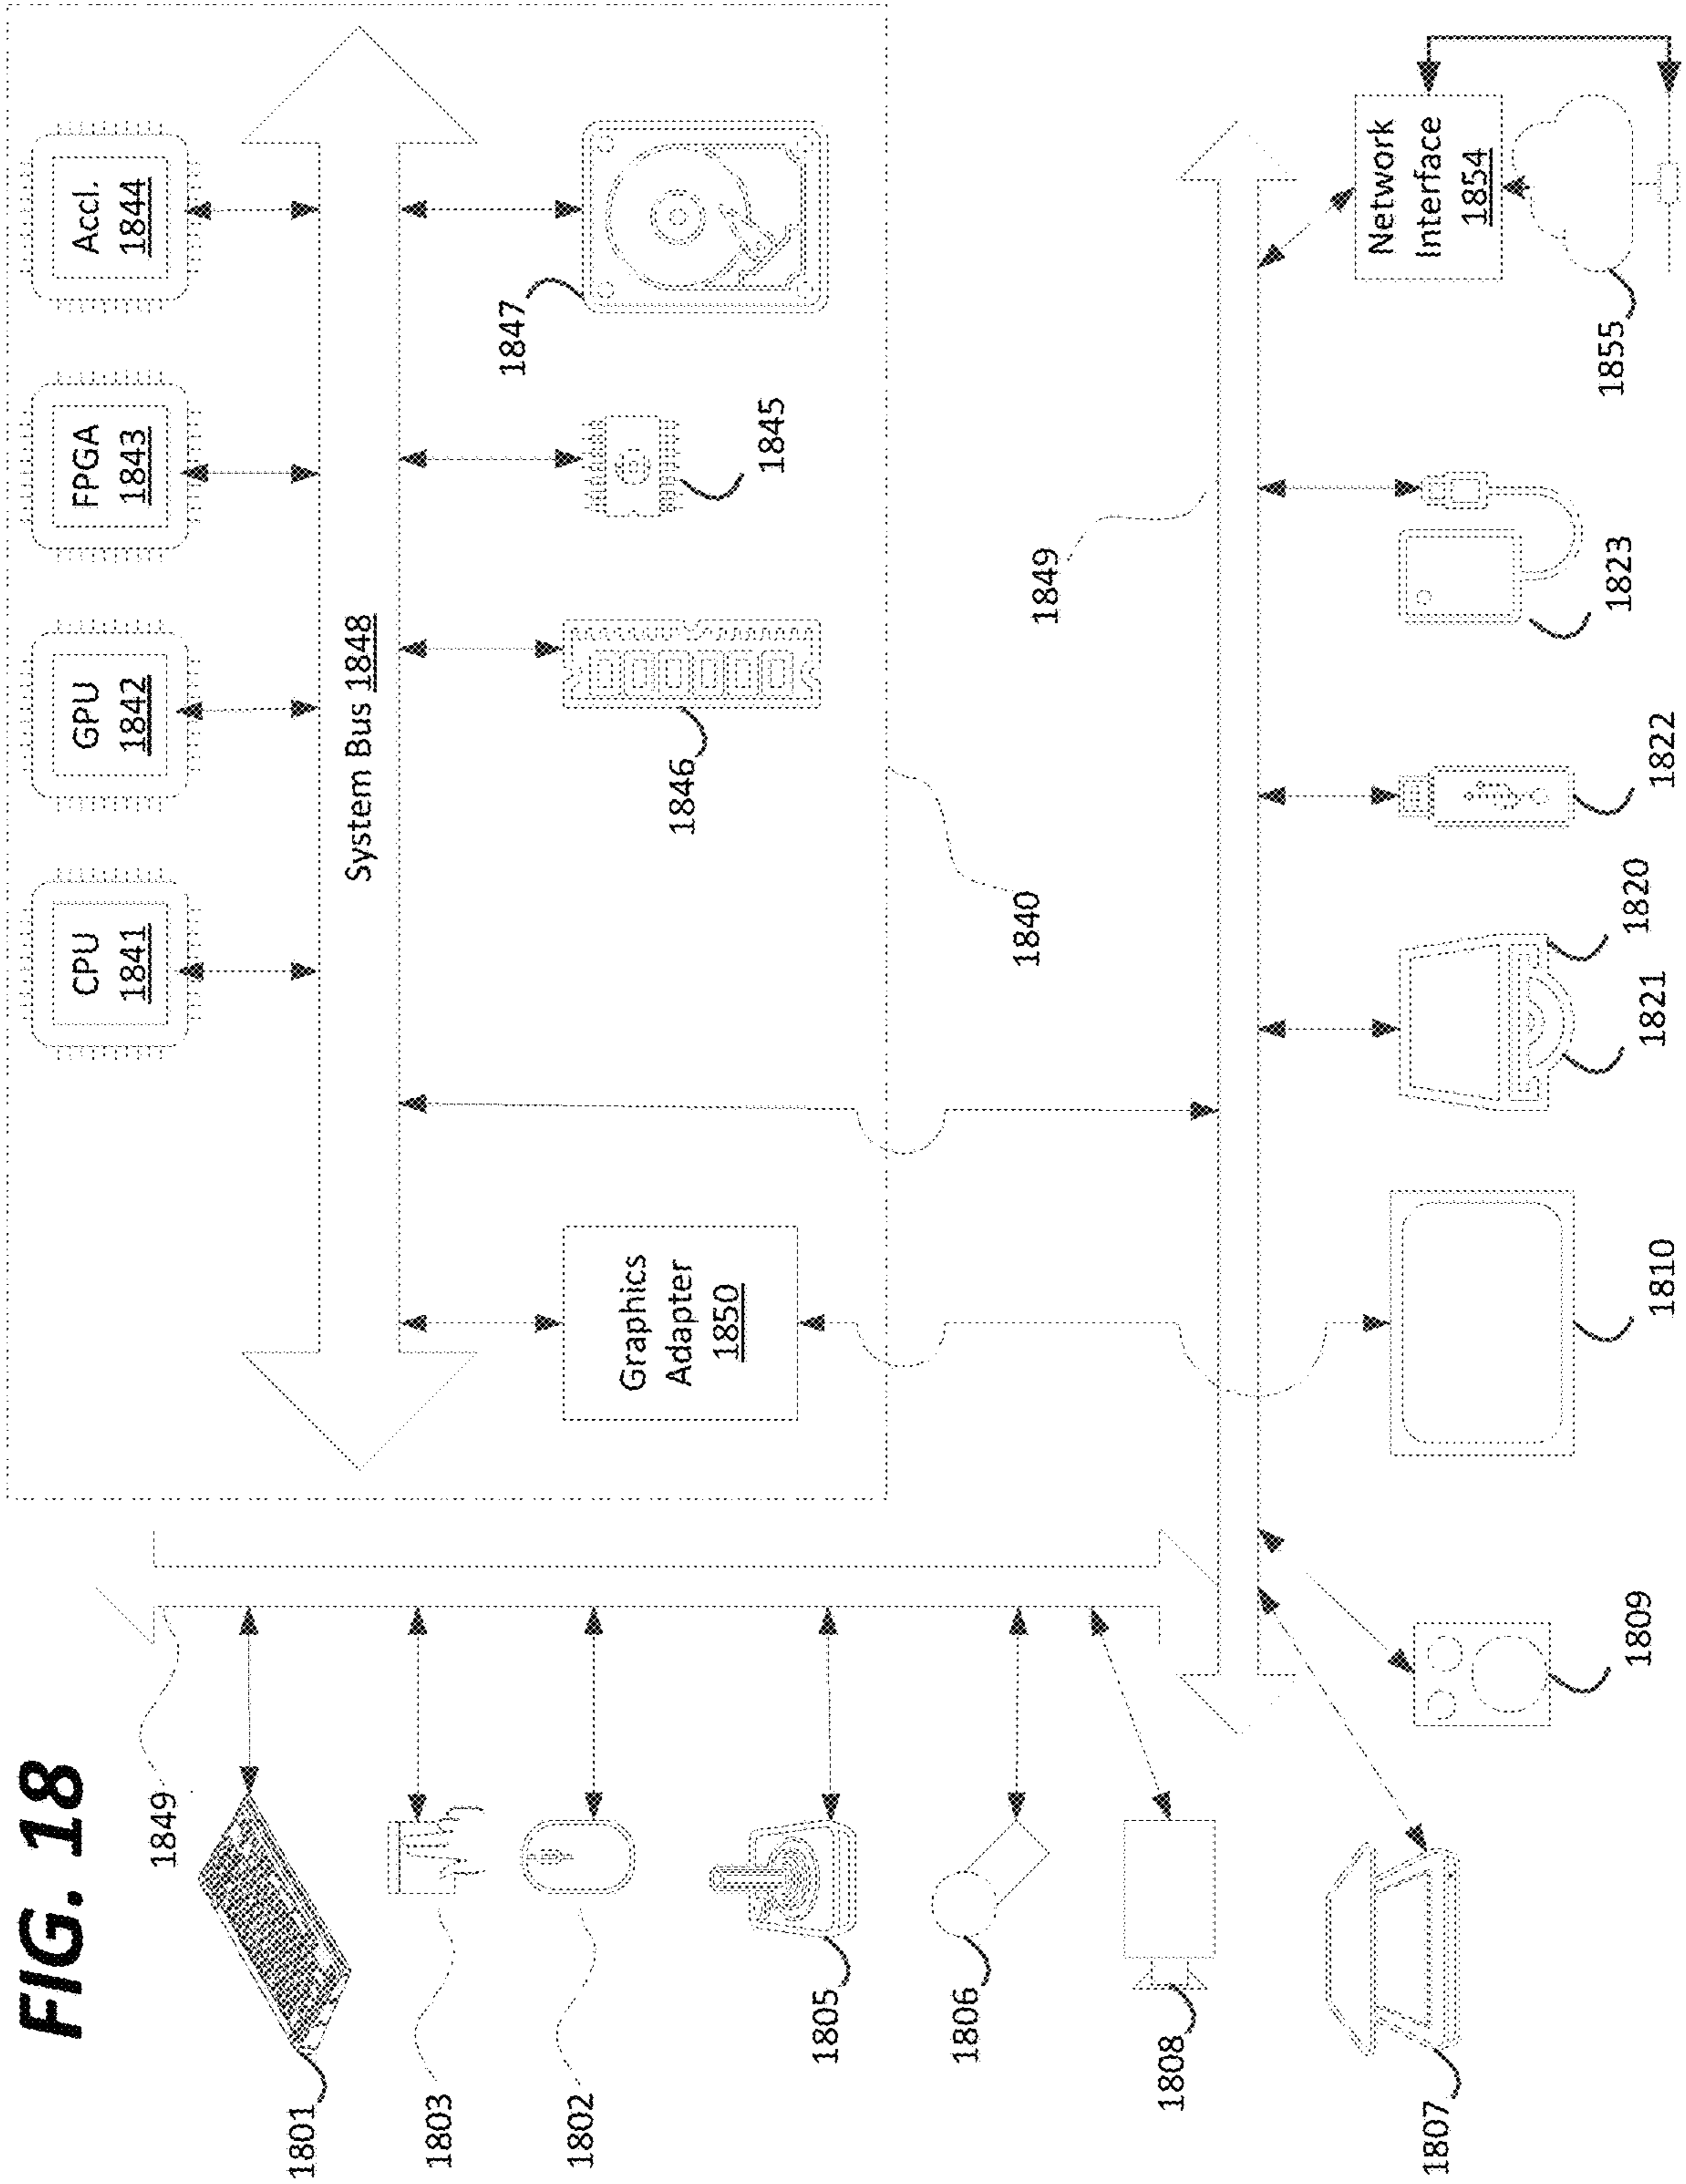 FIG. 18
CPU
1841
GPU
1842
FPGA
1843
Accl.
1844
System Bus 1848
Graphics
Adapter
1850
1846
1845
1847
1840
1849
1849
1801
1803
1802
1805
1806
1808
1807
1809
1810
1821
1820
1822
1823
1855
Network
Interface
1854